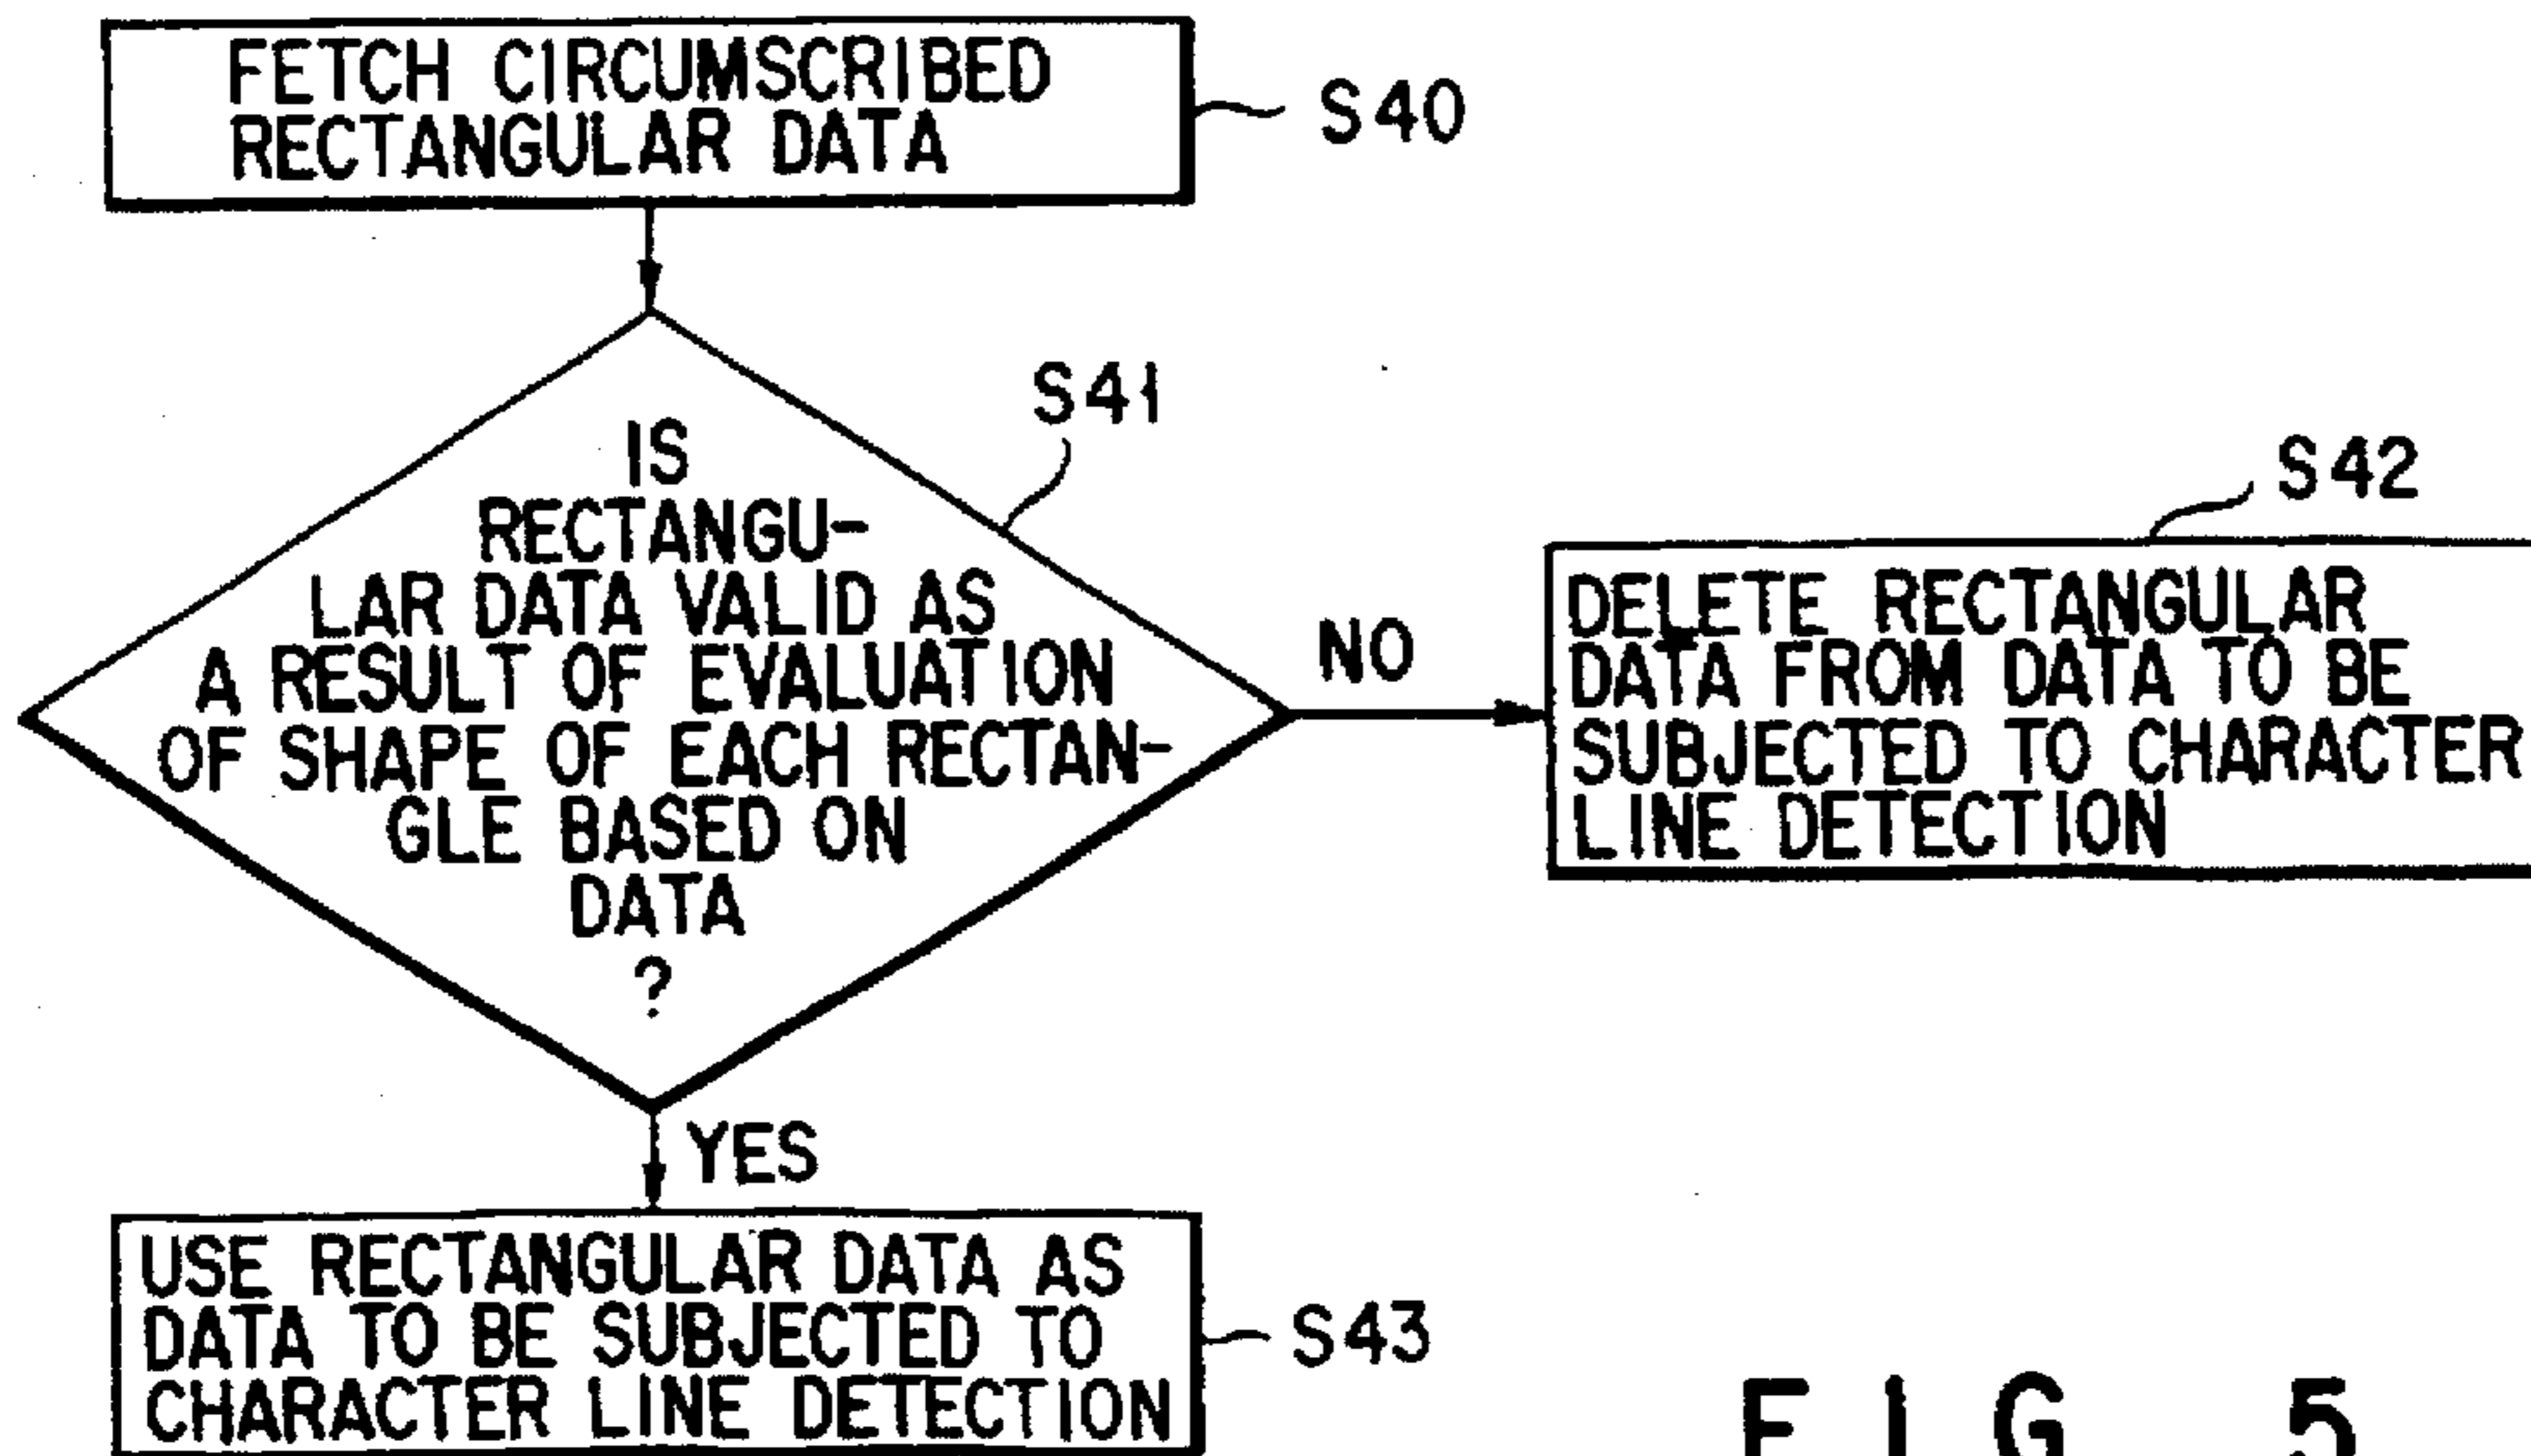 FETCH CIRCUMSCRIBED
RECTANGULAR DATA
S40
S41
IS
RECTANGU-
LAR DATA VALID AS
A RESULT OF EVALUATION
OF SHAPE OF EACH RECTAN-
GLE BASED ON
DATA
?
NO
S42
DELETE RECTANGULAR
DATA FROM DATA TO BE
SUBJECTED TO CHARACTER
LINE DETECTION
YES
USE RECTANGULAR DATA AS
DATA TO BE SUBJECTED TO
CHARACTER LINE DETECTION
S43
FIG 5